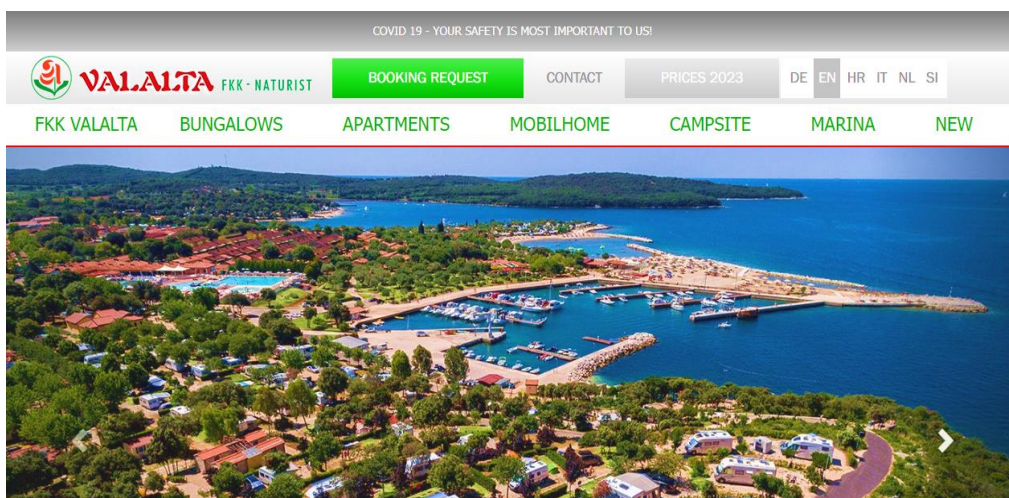 COVID 19 - YOUR SAFETY IS MOST IMPORTANT TO US!
VALALTA FKK - NATURIST
BOOKING REQUEST
CONTACT
PRICES 2023
DE EN HR IT NL SI
FKK VALALTA BUNGALOWS APARTMENTS MOBILHOME CAMPSITE MARINA NEW